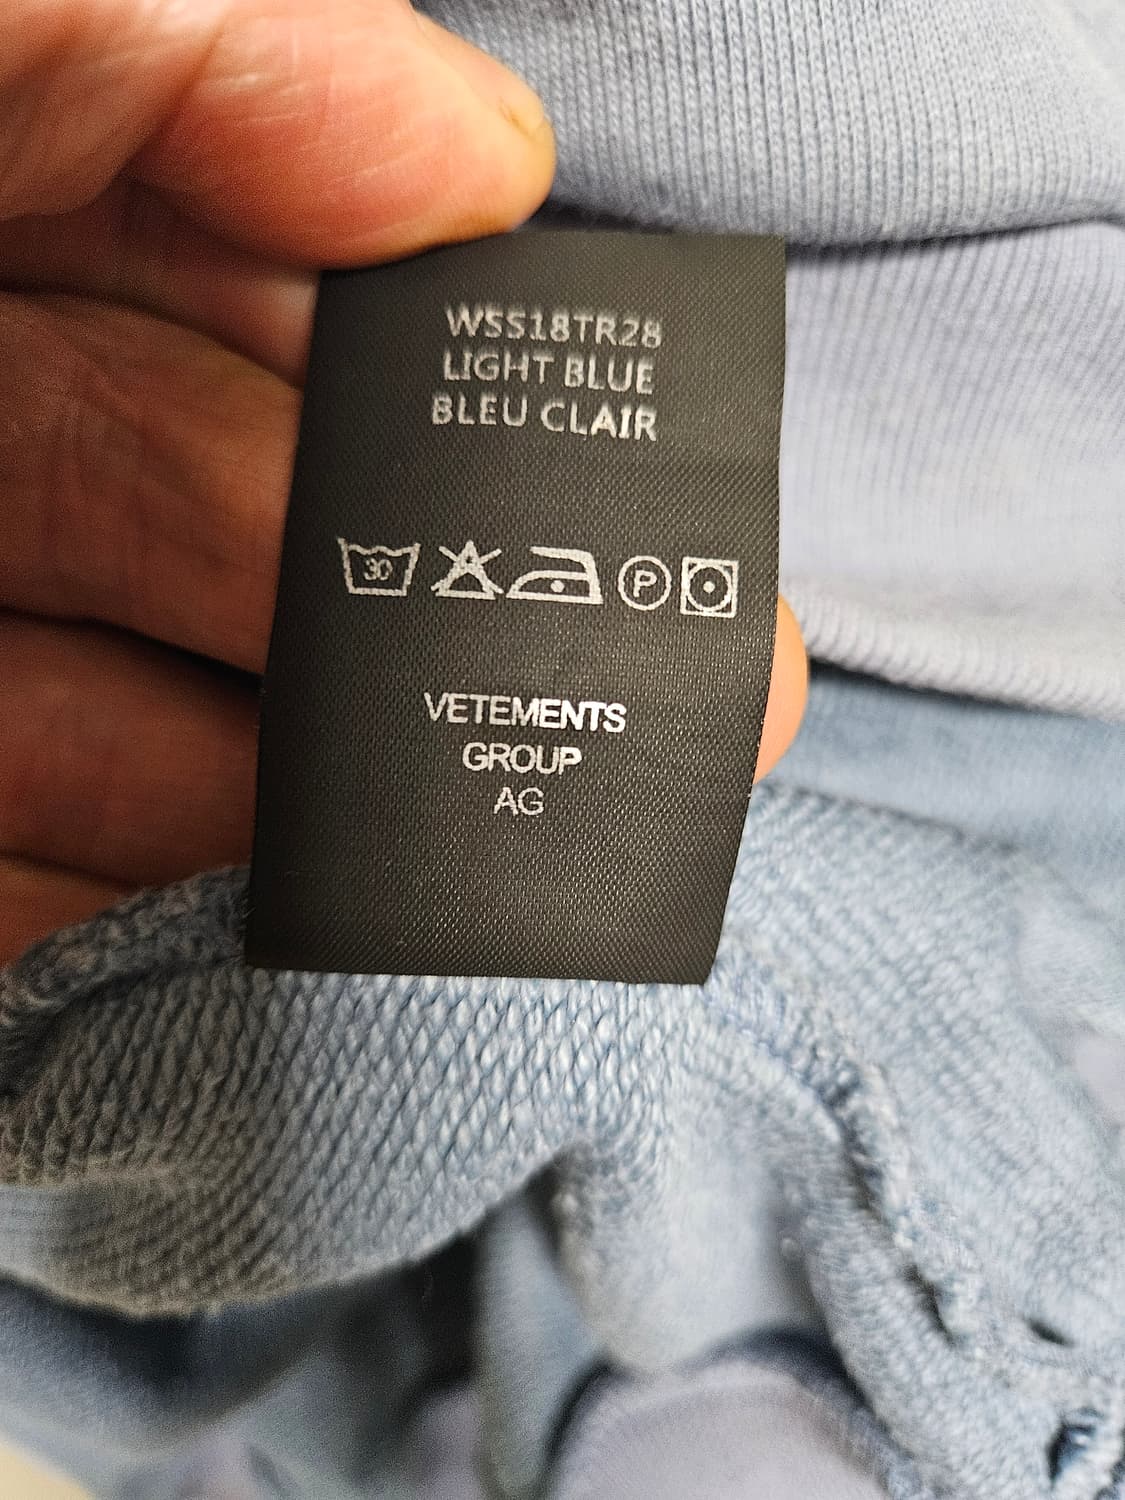 WSS18TR28
LIGHT BLUE
BLEU CLAIR
30 P
VETEMENTS
GROUP
AG